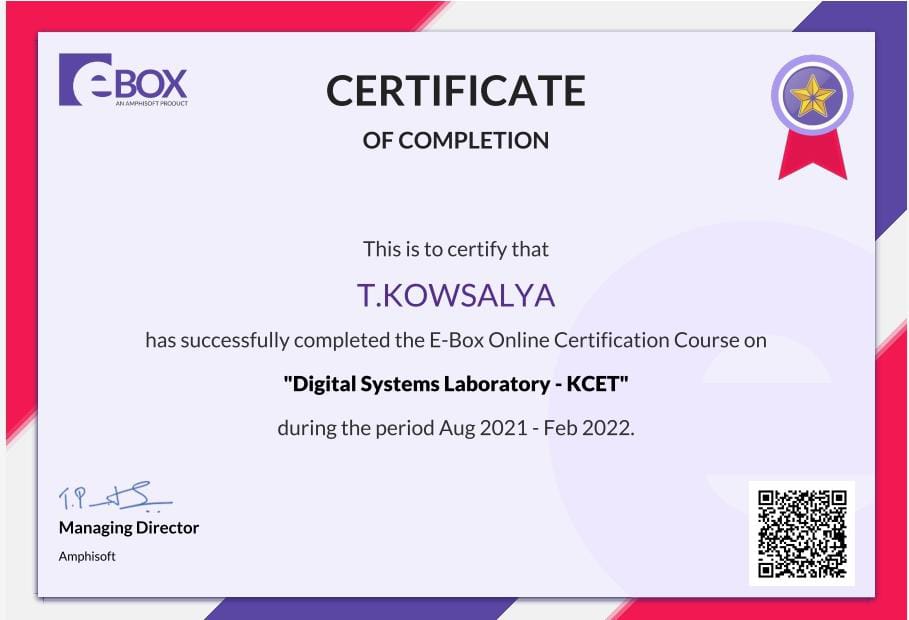 eBOX
AN AMPHISOFT PRODUCT
CERTIFICATE
OF COMPLETION
This is to certify that
T.KOWSALYA
has successfully completed the E-Box Online Certification Course on
"Digital Systems Laboratory - KCET"
during the period Aug 2021 - Feb 2022.
Managing Director
Amphisoft